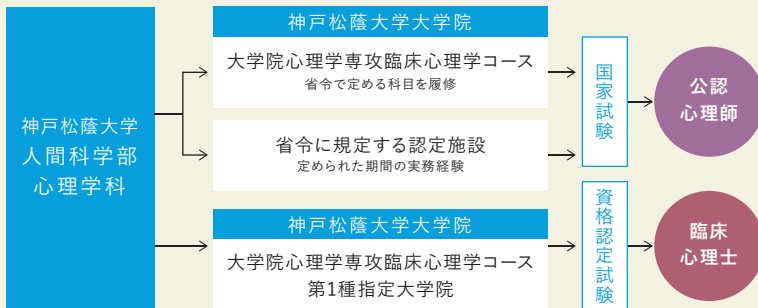 神戸松蔭大学
人間科学部
心理学科
神戸松蔭大学大学院
大学院心理学専攻臨床心理学コース
省令で定める科目を履修
省令に規定する認定施設
定められた期間の実務経験
国家試験
公認
心理師
神戸松蔭大学大学院
大学院心理学専攻臨床心理学コース
第1種指定大学院
資格認定試験
臨床
心理士